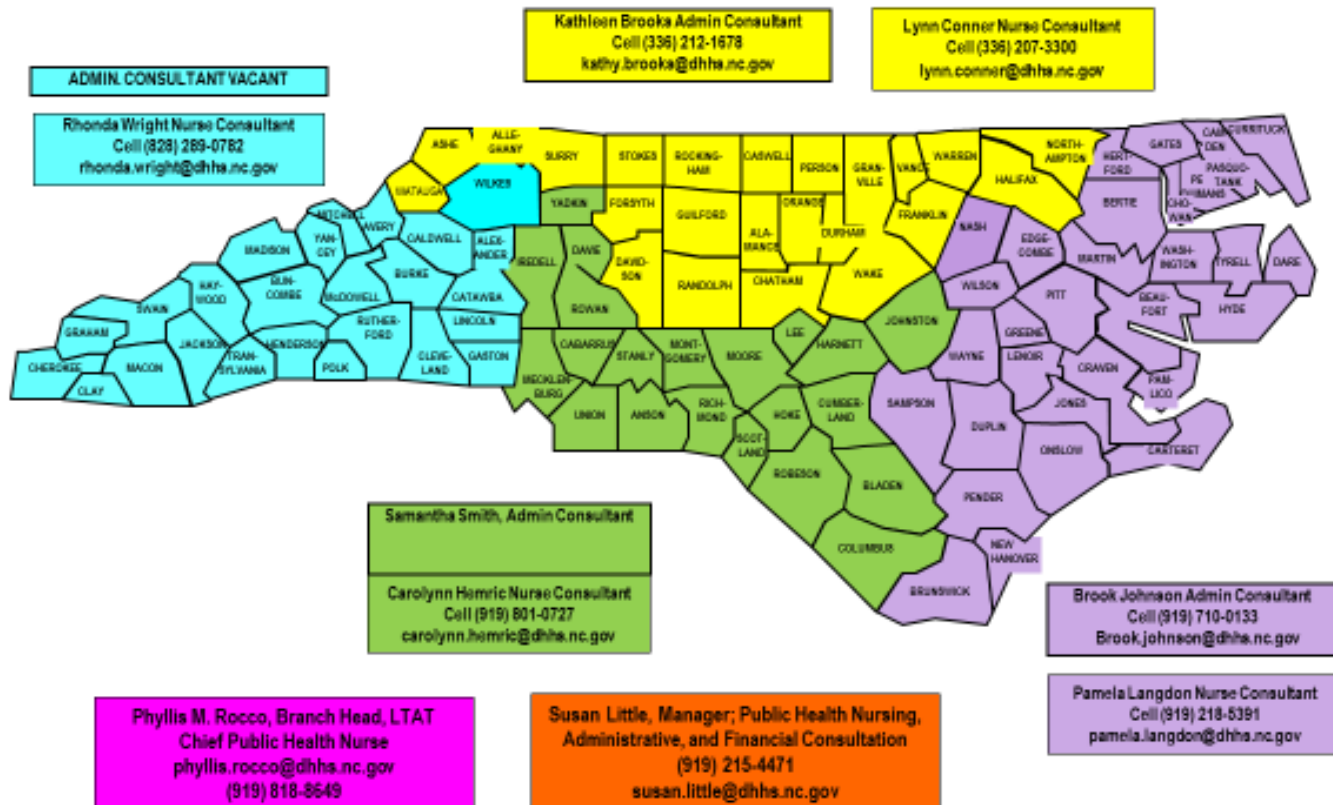 Kathleen Brooks Admin Consultant
Cell (336) 212-1678
kathy.brooks@dhhs.nc.gov
Lynn Conner Nurse Consultant
Cell (336) 207-3300
lynn.conner@dhhs.nc.gov
ADMIN. CONSULTANT VACANT
Rhonda Wright Nurse Consultant
Cell (828) 289-0782
rhonda.wright@dhhs.nc.gov
ASHE
ALLE-
GHANY
SURRY
STOKES
ROCKING-
HAM
CASWELL
PERSON
GRAN-
VILLE
VANCE
WARREN
NORTH-
AMPTON
HERT-
FORD
GATES
CAM-
DEN
CURRITUCK
PASQUO-
TANK
PE
MANS
CHO-
WAN
WATAUGA
WILKES
YADKIN
FORSYTH
GUILFORD
ALA-
MANCE
ORANGE
DURHAM
FRANKLIN
HALIFAX
NASH
BERTIE
MITCHELL
AVERY
YAN-
CEY
MADISON
CALDWELL
ALEX-
ANDER
IREDELL
DAVIE
DAVID-
SON
RANDOLPH
CHATHAM
WAKE
EDGE-
COMBE
MARTIN
WASH-
INGTON
TYRELL
DARE
WILSON
PITT
BEAU-
FORT
HYDE
SWAIN
HAY-
WOOD
BUN-
COMBE
McDOWELL
BURKE
CATAWBA
ROWAN
GRAHAM
JACKSON
HENDERSON
RUTHER-
FORD
LINCOLN
CLEVE-
LAND
GASTON
CABARRUS
STANLY
MONT-
GOMERY
MOORE
LEE
HARNETT
JOHNSTON
WAYNE
GREENE
LENOIR
CRAVEN
PAM-
LICO
CHEROKEE
CLAY
MACON
TRAN-
SYLVANIA
POLK
MECKLEN-
BURG
UNION
ANSON
RICH-
MOND
SCOT-
LAND
HOKE
CUMBER-
LAND
SAMPSON
DUPLIN
JONES
ONSLOW
CARTERET
ROBESON
BLADEN
PENDER
COLUMBUS
NEW
HANOVER
BRUNSWICK
Samantha Smith, Admin Consultant
Carolynn Hemric Nurse Consultant
Cell (919) 801-0727
carolynn.hemric@dhhs.nc.gov
Brook Johnson Admin Consultant
Cell (919) 710-0133
Brook.johnson@dhhs.nc.gov
Pamela Langdon Nurse Consultant
Cell (919) 218-5391
pamela.langdon@dhhs.nc.gov
Phyllis M. Rocco, Branch Head, LTAT
Chief Public Health Nurse
phyllis.rocco@dhhs.nc.gov
(919) 818-8649
Susan Little, Manager; Public Health Nursing,
Administrative, and Financial Consultation
(919) 215-4471
susan.little@dhhs.nc.gov